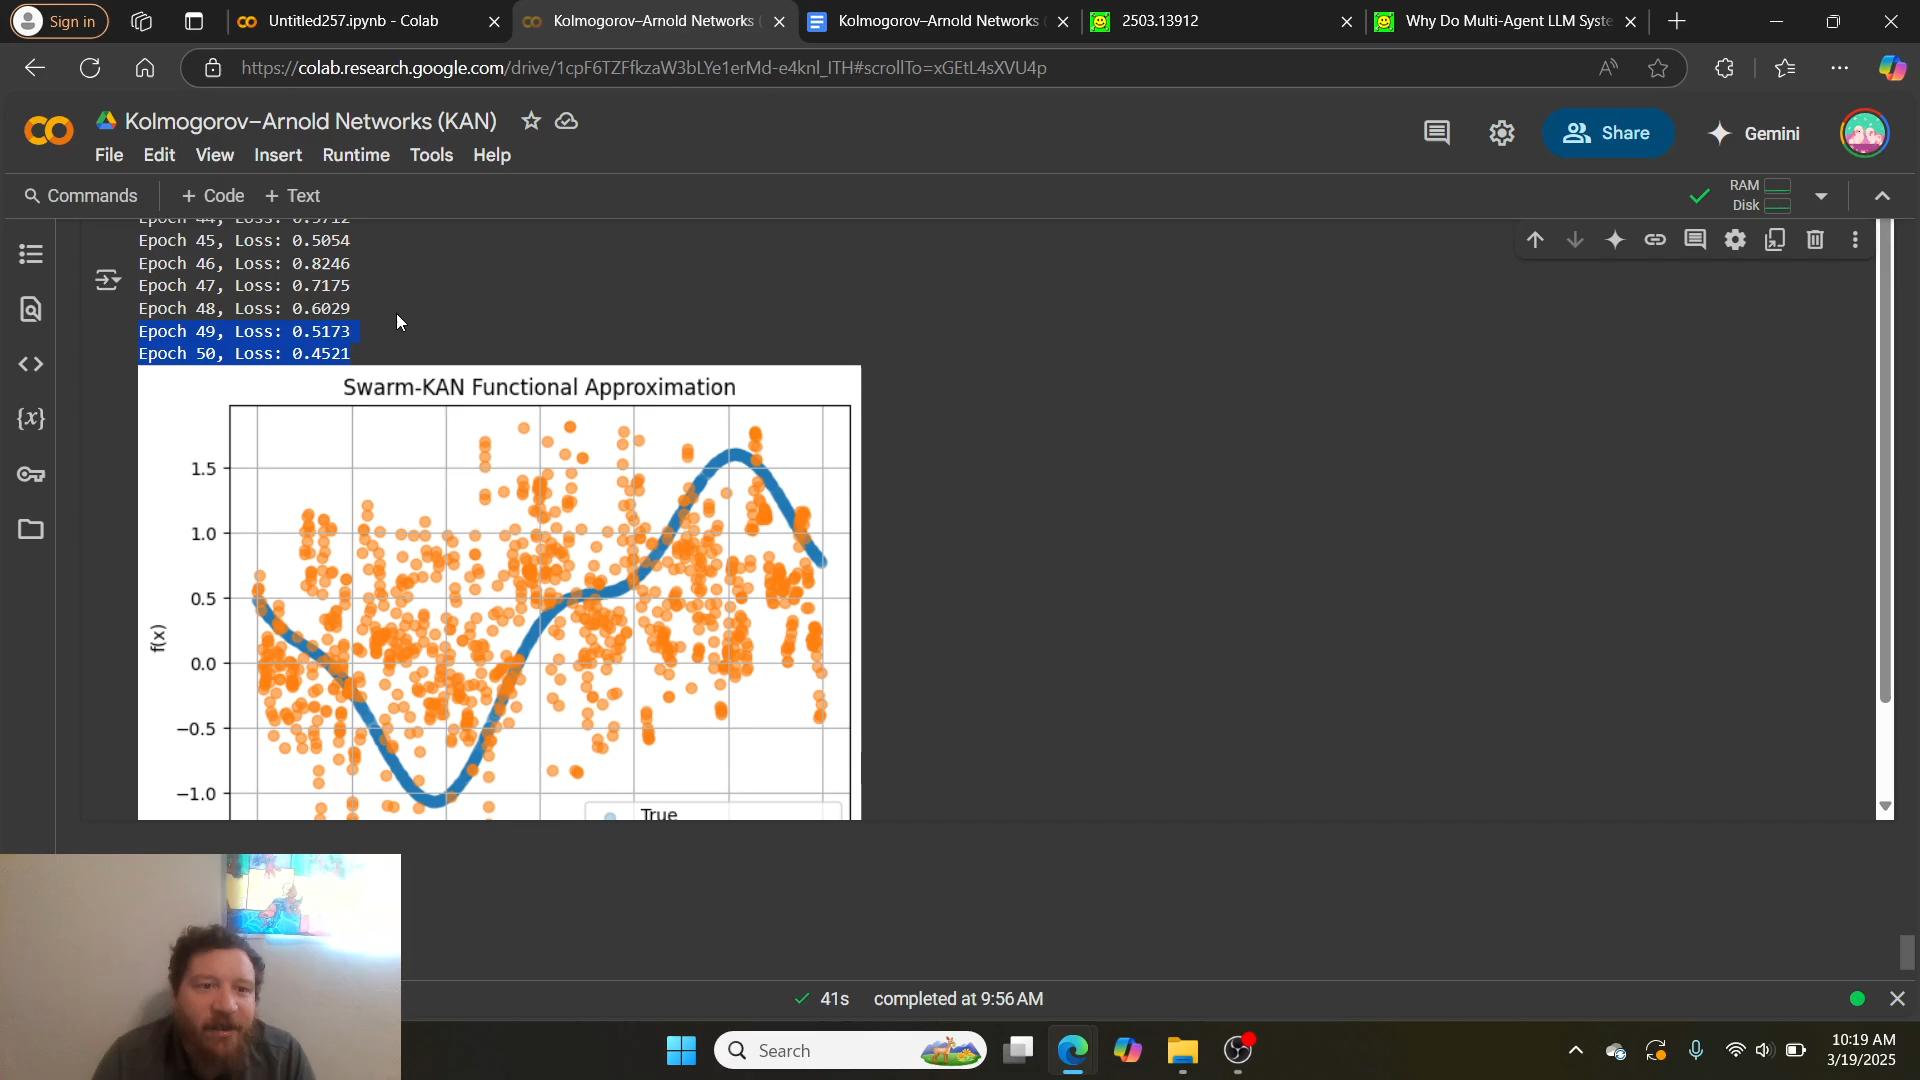 Sign in
Untitled257.ipynb - Colab
Kolmogorov–Arnold Networks (
Kolmogorov–Arnold Networks (
2503.13912
Why Do Multi-Agent LLM Syste
https://colab.research.google.com/drive/1cpF6TZFfkzaW3bLYe1erMd-e4knl_ITH#scrollTo=xGEtL4sXVU4p
Kolmogorov–Arnold Networks (KAN)
File Edit View Insert Runtime Tools Help
Share
Gemini
Commands + Code + Text
RAM
Disk
Epoch 44, Loss: 0.5712
Epoch 45, Loss: 0.5054
Epoch 46, Loss: 0.8246
Epoch 47, Loss: 0.7175
Epoch 48, Loss: 0.6029
Epoch 49, Loss: 0.5173
Epoch 50, Loss: 0.4521
Swarm-KAN Functional Approximation
1.5
1.0
0.5
0.0
−0.5
−1.0
f(x)
True
41s completed at 9:56 AM
Search
10:19 AM
3/19/2025